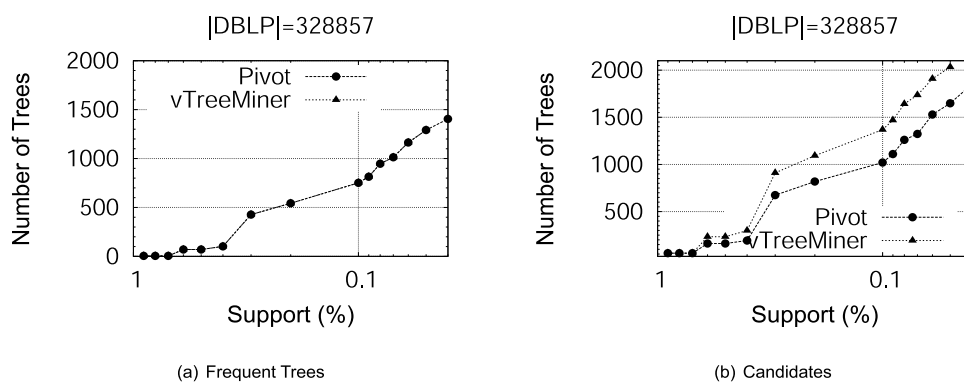 |DBLP|=328857
2000
1500
1000
500
0
Number of Trees
Pivot
vTreeMiner
1
0.1
Support (%)
(a) Frequent Trees
|DBLP|=328857
2000
1500
1000
500
Number of Trees
Pivot
vTreeMiner
1
0.1
Support (%)
(b) Candidates